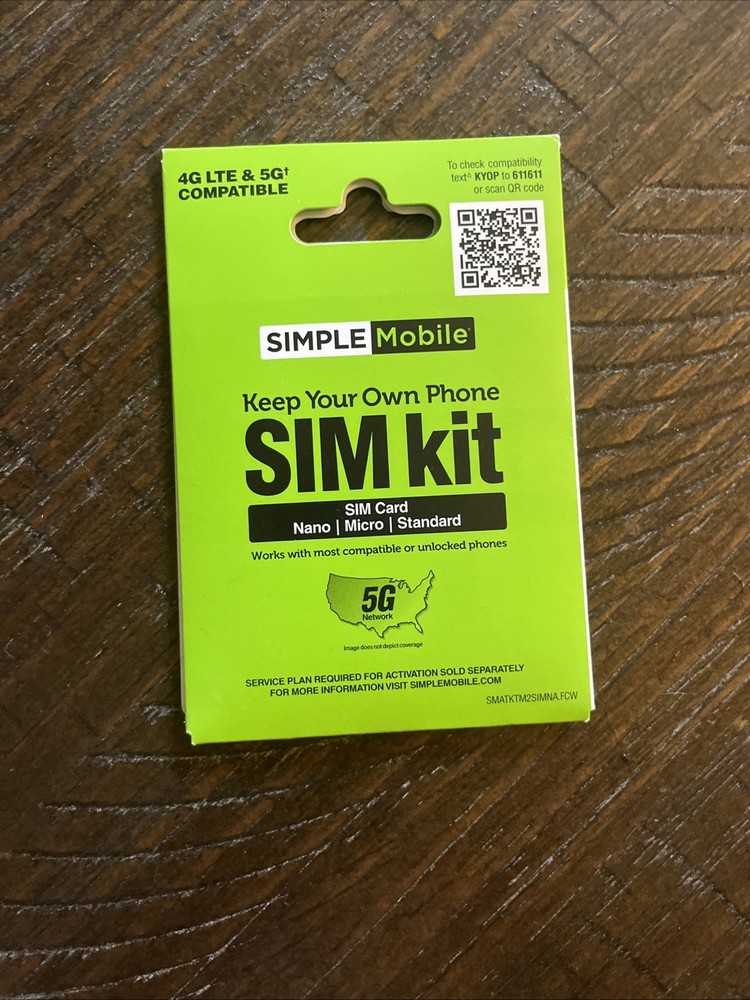 4G LTE & 5G†
COMPATIBLE
To check compatibility
text^ KYOP to 611611
or scan QR code
SIMPLE Mobile®
Keep Your Own Phone
SIM kit
SIM Card
Nano | Micro | Standard
Works with most compatible or unlocked phones
5G
Network
Image does not depict coverage
SERVICE PLAN REQUIRED FOR ACTIVATION SOLD SEPARATELY
FOR MORE INFORMATION VISIT SIMPLEMOBILE.COM
SMATKTM2SIMNA.FCW